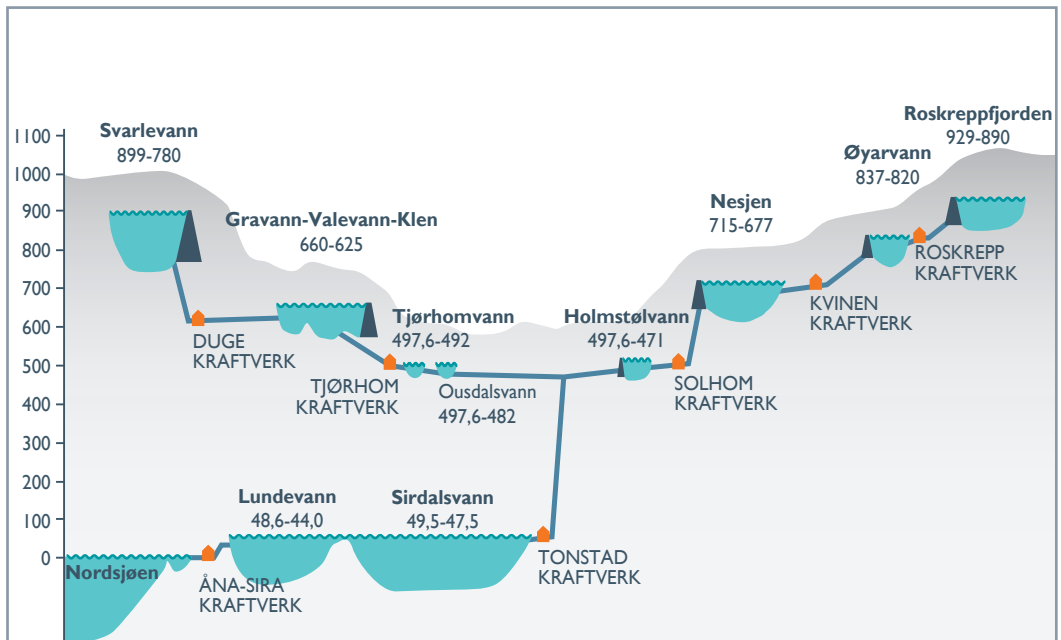 Roskreppfjorden
929-890
Svarlevann
899-780
Øyarvann
837-820
Nesjen
715-677
Gravann-Valevann-Klen
660-625
Tjørhomvann
497,6-492
Holmstølvann
497,6-471
ROSKREPP
KRAFTVERK
KVINEN
KRAFTVERK
DUGE
KRAFTVERK
TJØRHOM
KRAFTVERK
Ousdalsvann
497,6-482
SOLHOM
KRAFTVERK
Lundevann
48,6-44,0
Sirdalsvann
49,5-47,5
TONSTAD
KRAFTVERK
Nordsjøen
ÅNA-SIRA
KRAFTVERK
1100
1000
900
800
700
600
500
400
300
200
100
0